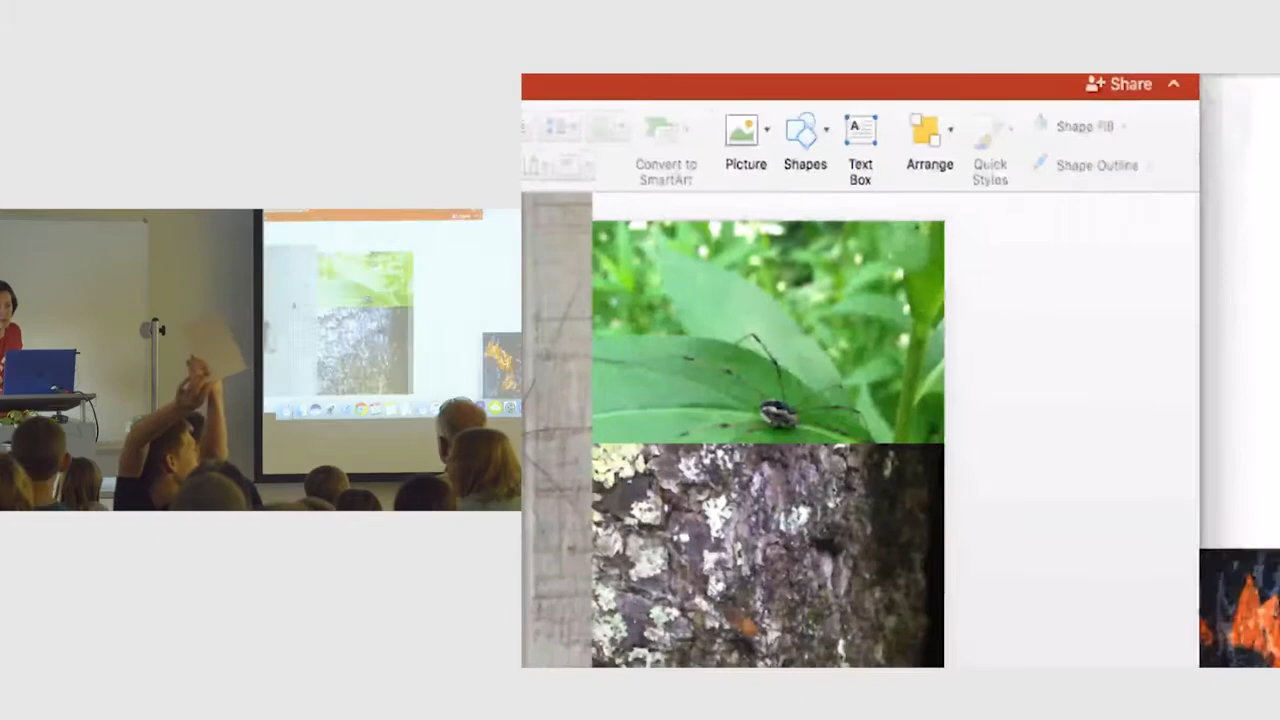 Share
Shape Fill
Picture
Shapes
Text
Box
Arrange
Convert to
SmartArt
Quick
Styles
Shape Outline